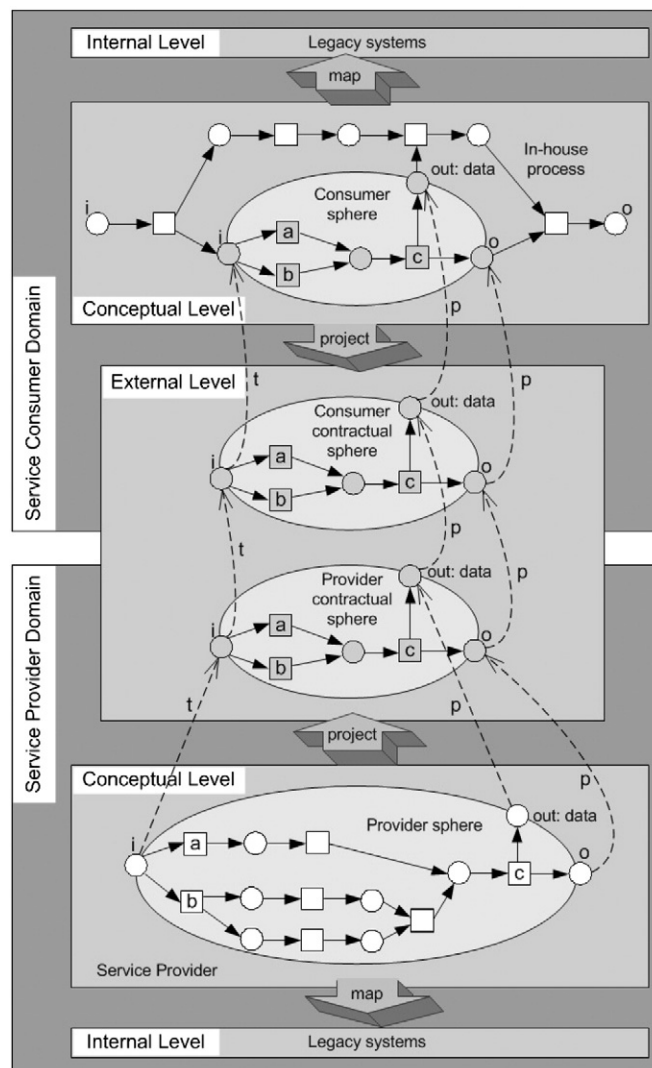 Internal Level
Legacy systems
map
In-house
process
out: data
Consumer
sphere
i
i
a
b
c
o
o
Conceptual Level
project
p
p
t
Service Consumer Domain
External Level
Consumer
contractual
sphere
out: data
i
a
b
c
o
t
p
p
Provider
contractual
sphere
out: data
i
a
b
c
o
t
p
p
project
Service Provider Domain
Conceptual Level
Provider sphere
out: data
i
a
b
c
o
Service Provider
map
Internal Level
Legacy systems